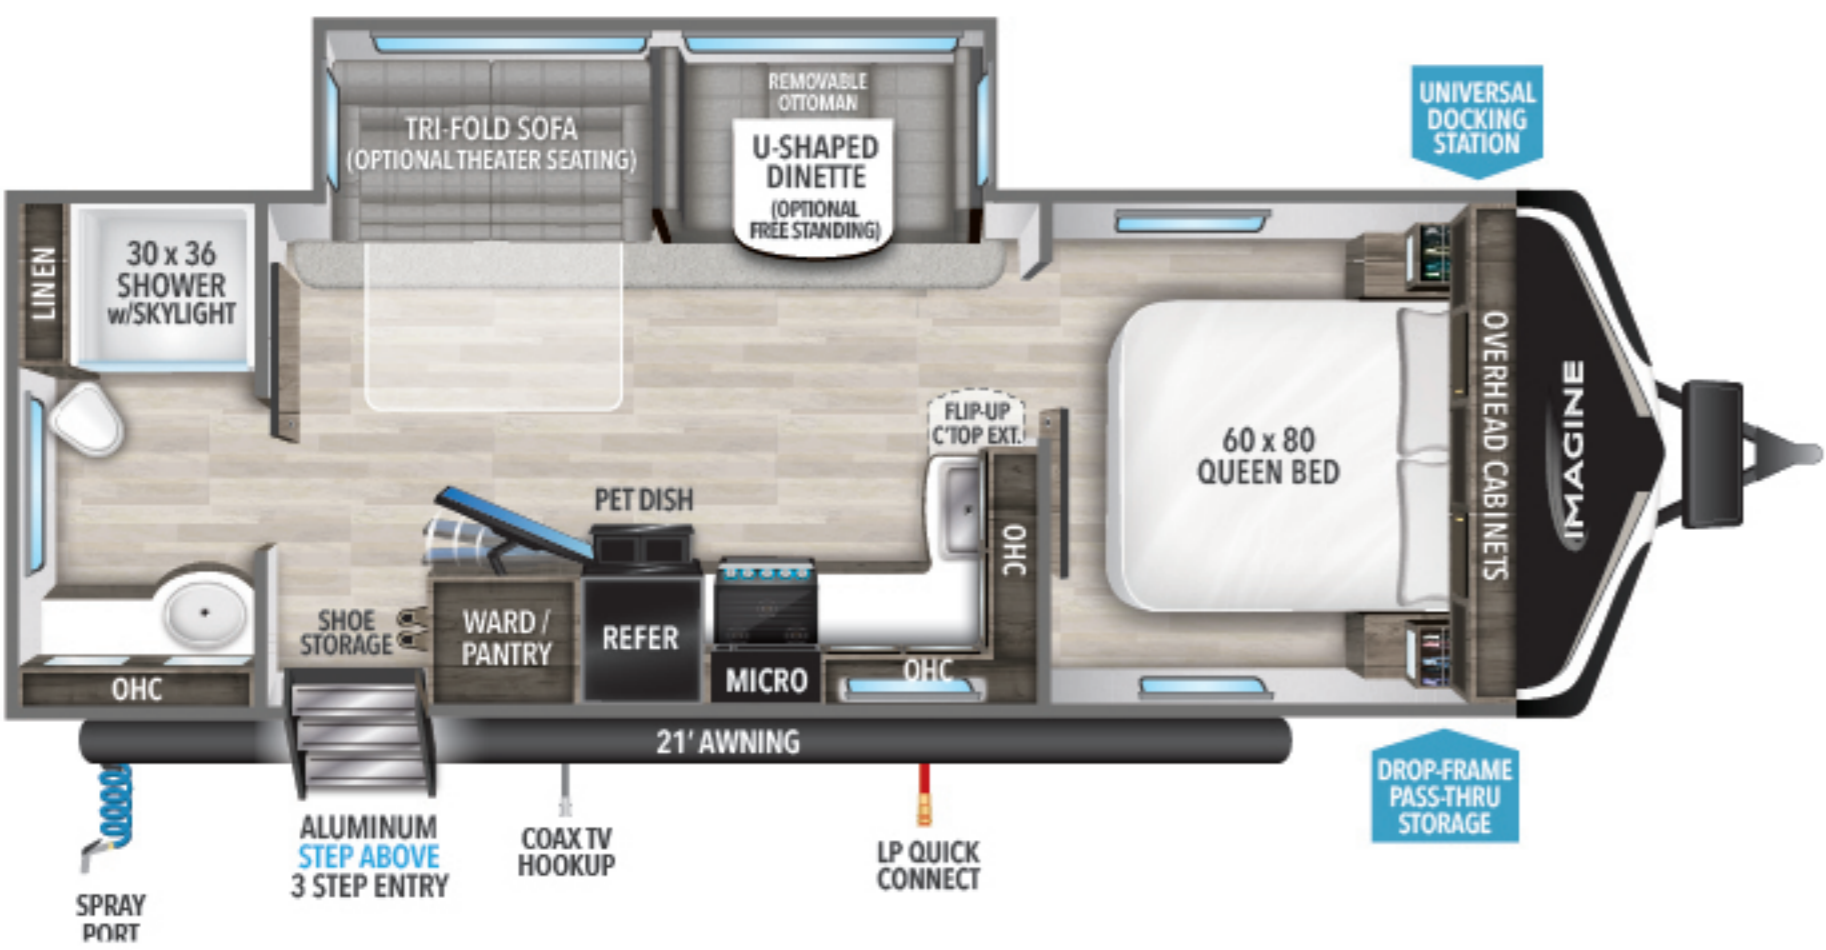 REMOVABLE
OTTOMAN
TRI-FOLD SOFA
(OPTIONAL THEATER SEATING)
U-SHAPED
DINETTE
(OPTIONAL
FREE STANDING)
UNIVERSAL
DOCKING
STATION
LINEN
30 x 36
SHOWER
w/SKYLIGHT
OVERHEAD CABINETS
IMAGINE
FLIP-UP
C'TOP EXT.
60 x 80
QUEEN BED
PET DISH
OHC
SHOE
STORAGE
WARD /
PANTRY
REFER
MICRO
OHC
OHC
21' AWNING
DROP-FRAME
PASS-THRU
STORAGE
ALUMINUM
STEP ABOVE
3 STEP ENTRY
COAX TV
HOOKUP
LP QUICK
CONNECT
SPRAY
PORT